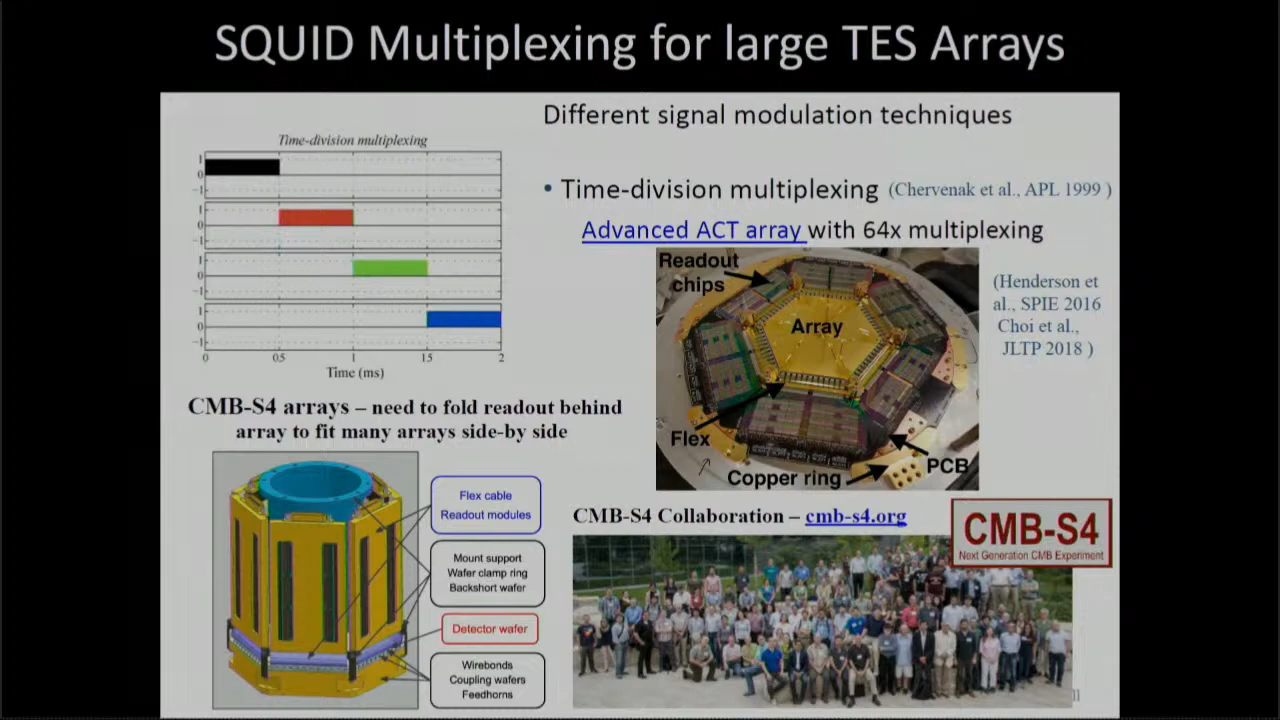 SQUID Multiplexing for large TES Arrays
Different signal modulation techniques
Time-division multiplexing
1
0
−1
1
0
−1
1
0
−1
1
0
−1
0
0.5
1
1.5
2
Time (ms)
• Time-division multiplexing (Chervenak et al., APL 1999 )
Advanced ACT array with 64x multiplexing
Readout
chips
Array
Flex
PCB
Copper ring
(Henderson et
al., SPIE 2016
Choi et al.,
JLTP 2018 )
CMB-S4 arrays – need to fold readout behind
array to fit many arrays side-by side
Flex cable
Readout modules
Mount support
Wafer clamp ring
Backshort wafer
Detector wafer
Wirebonds
Coupling wafers
Feedhorns
CMB-S4 Collaboration – cmb-s4.org
CMB-S4
Next Generation CMB Experiment